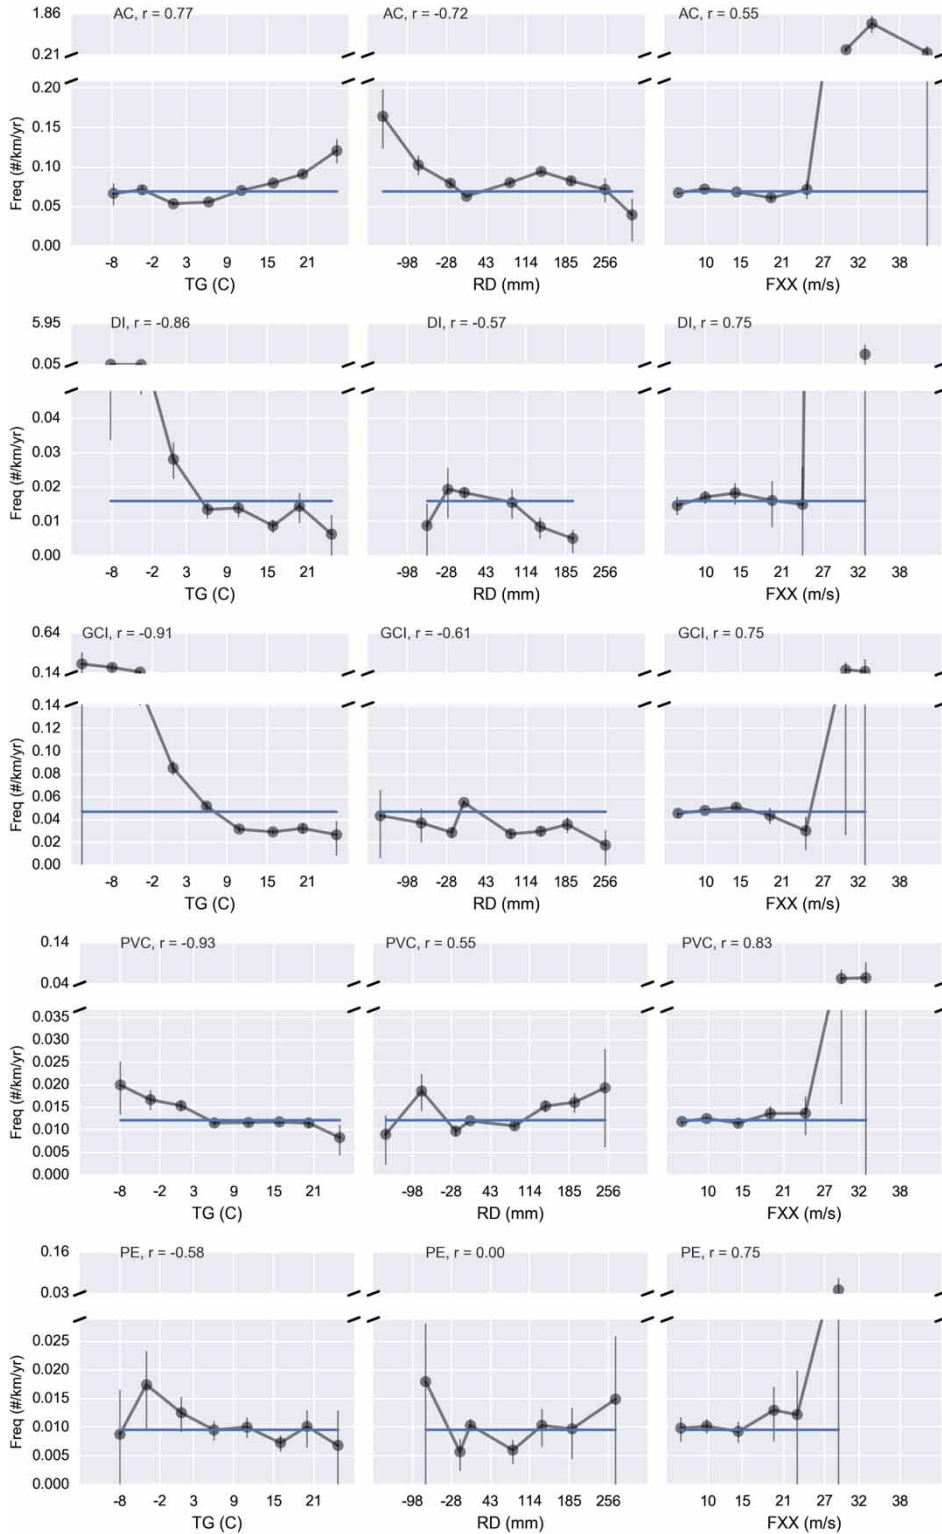 1.86 AC, r = 0.77 AC, r = -0.72 AC, r = 0.55
0.21
0.20
0.15
0.10
0.05
0.00
Freq (#/km/yr)
-8 -2 3 9 15 21 -98 -28 43 114 185 256 10 15 21 27 32 38
TG (C) RD (mm) FXX (m/s)
5.95 DI, r = -0.86 DI, r = -0.57 DI, r = 0.75
0.05
0.04
0.03
0.02
0.01
0.00
Freq (#/km/yr)
-8 -2 3 9 15 21 -98 -28 43 114 185 256 10 15 21 27 32 38
TG (C) RD (mm) FXX (m/s)
0.64 GCI, r = -0.91 GCI, r = -0.61 GCI, r = 0.75
0.14
0.14
0.12
0.10
0.08
0.06
0.04
0.02
0.00
Freq (#/km/yr)
-8 -2 3 9 15 21 -98 -28 43 114 185 256 10 15 21 27 32 38
TG (C) RD (mm) FXX (m/s)
0.14 PVC, r = -0.93 PVC, r = 0.55 PVC, r = 0.83
0.04
0.035
0.030
0.025
0.020
0.015
0.010
0.005
0.000
Freq (#/km/yr)
-8 -2 3 9 15 21 -98 -28 43 114 185 256 10 15 21 27 32 38
TG (C) RD (mm) FXX (m/s)
0.16 PE, r = -0.58 PE, r = 0.00 PE, r = 0.75
0.03
0.025
0.020
0.015
0.010
0.005
0.000
Freq (#/km/yr)
-8 -2 3 9 15 21 -98 -28 43 114 185 256 10 15 21 27 32 38
TG (C) RD (mm) FXX (m/s)